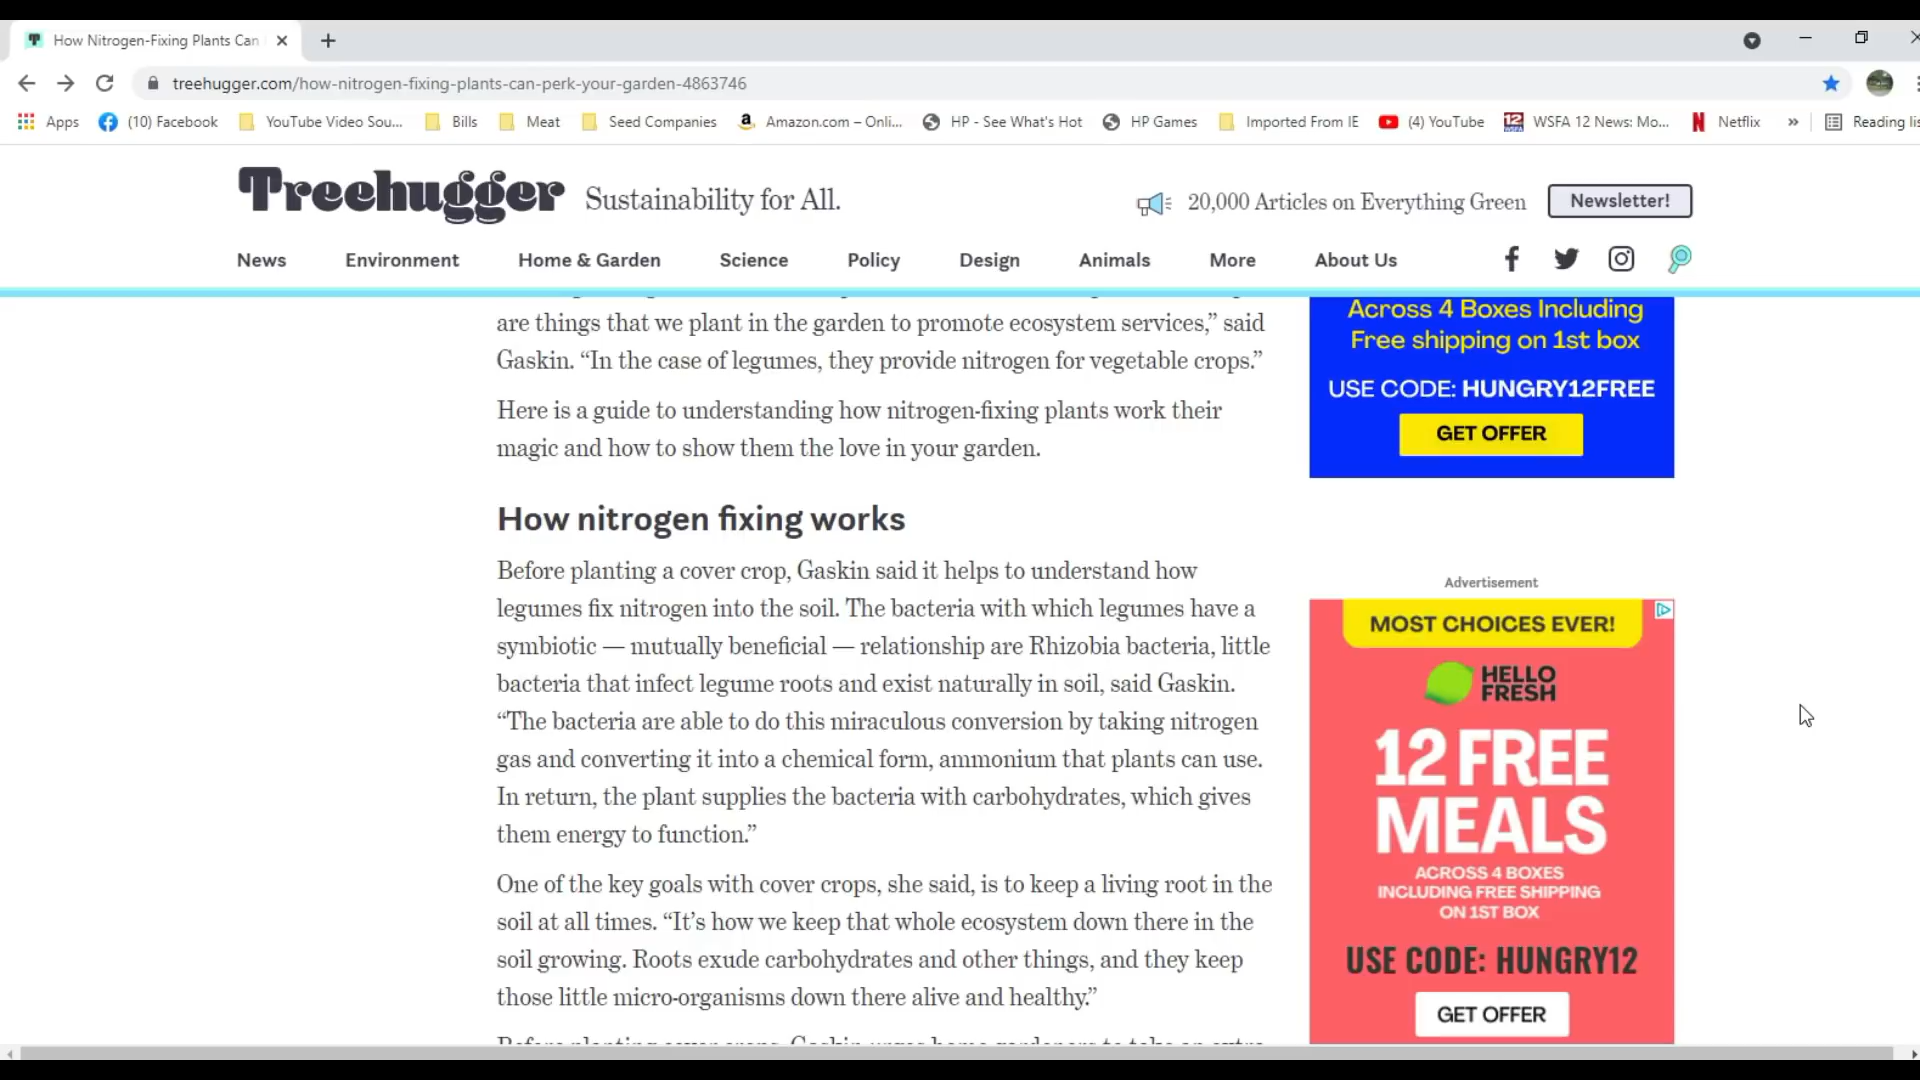 How Nitrogen-Fixing Plants Can
treehugger.com/how-nitrogen-fixing-plants-can-perk-your-garden-4863746
Apps (10) Facebook YouTube Video Sou... Bills Meat Seed Companies Amazon.com – Onli... HP - See What's Hot HP Games Imported From IE (4) YouTube WSFA 12 News: Mo... Netflix » Reading lis
Treehugger Sustainability for All. 20,000 Articles on Everything Green Newsletter!
News Environment Home & Garden Science Policy Design Animals More About Us
are things that we plant in the garden to promote ecosystem services,” said
Gaskin. “In the case of legumes, they provide nitrogen for vegetable crops.”
Here is a guide to understanding how nitrogen-fixing plants work their
magic and how to show them the love in your garden.
How nitrogen fixing works
Before planting a cover crop, Gaskin said it helps to understand how
legumes fix nitrogen into the soil. The bacteria with which legumes have a
symbiotic — mutually beneficial — relationship are Rhizobia bacteria, little
bacteria that infect legume roots and exist naturally in soil, said Gaskin.
“The bacteria are able to do this miraculous conversion by taking nitrogen
gas and converting it into a chemical form, ammonium that plants can use.
In return, the plant supplies the bacteria with carbohydrates, which gives
them energy to function.”
One of the key goals with cover crops, she said, is to keep a living root in the
soil at all times. “It’s how we keep that whole ecosystem down there in the
soil growing. Roots exude carbohydrates and other things, and they keep
those little micro-organisms down there alive and healthy.”
Before planting cover crops, Gaskin urges home gardeners to take an extra
Across 4 Boxes Including
Free shipping on 1st box
USE CODE: HUNGRY12FREE
GET OFFER
Advertisement
MOST CHOICES EVER!
HELLO
FRESH
12 FREE
MEALS
ACROSS 4 BOXES
INCLUDING FREE SHIPPING
ON 1ST BOX
USE CODE: HUNGRY12
GET OFFER